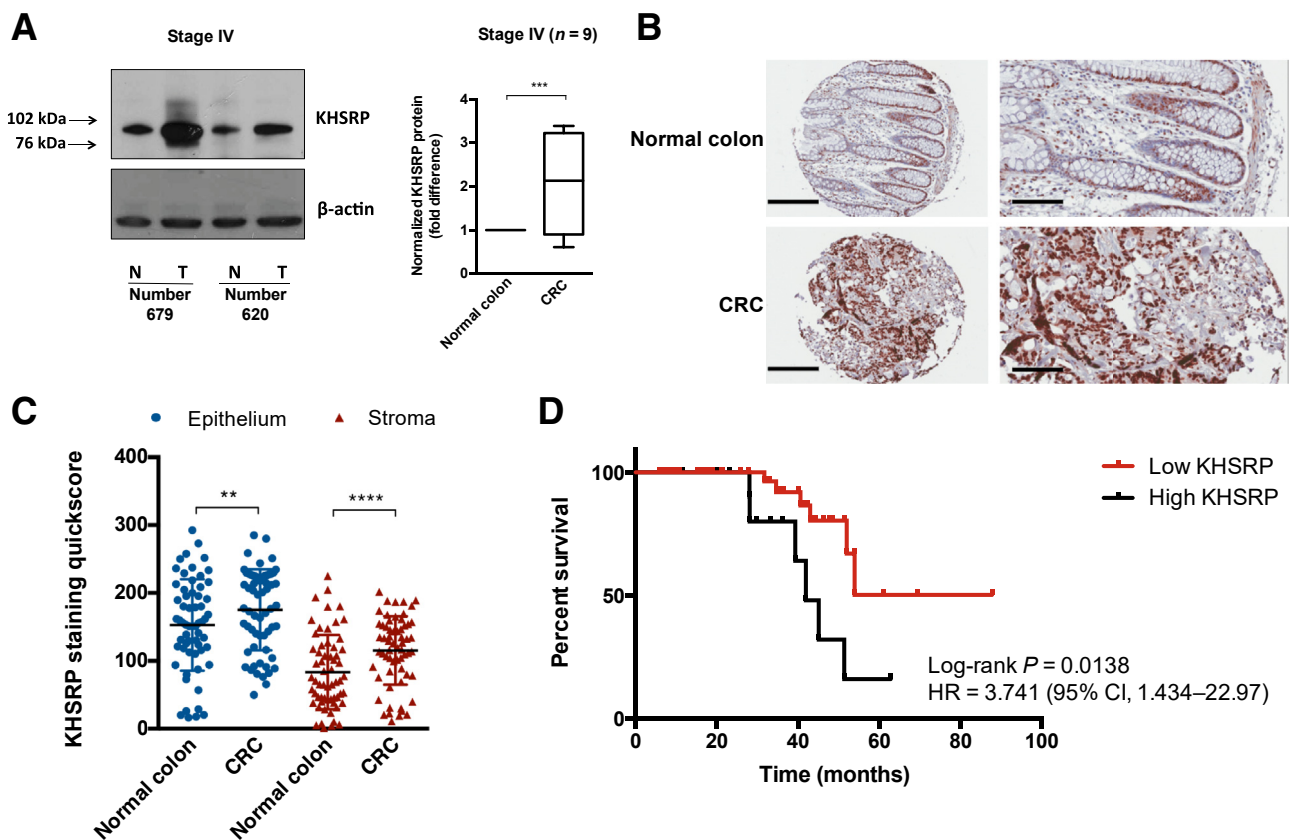 A
Stage IV
102 kDa
76 kDa
KHSRP
β-actin
N T N T
Number Number
679 620
Stage IV (n = 9)
***
Normalized KHSRP protein
(fold difference)
4
3
2
1
0
Normal colon
CRC
B
Normal colon
CRC
C
Epithelium
Stroma
KHSRP staining quickscore
400
300
200
100
0
**
****
Normal colon
CRC
Normal colon
CRC
D
Percent survival
100
50
0
0 20 40 60 80 100
Time (months)
Low KHSRP
High KHSRP
Log-rank P = 0.0138
HR = 3.741 (95% CI, 1.434–22.97)